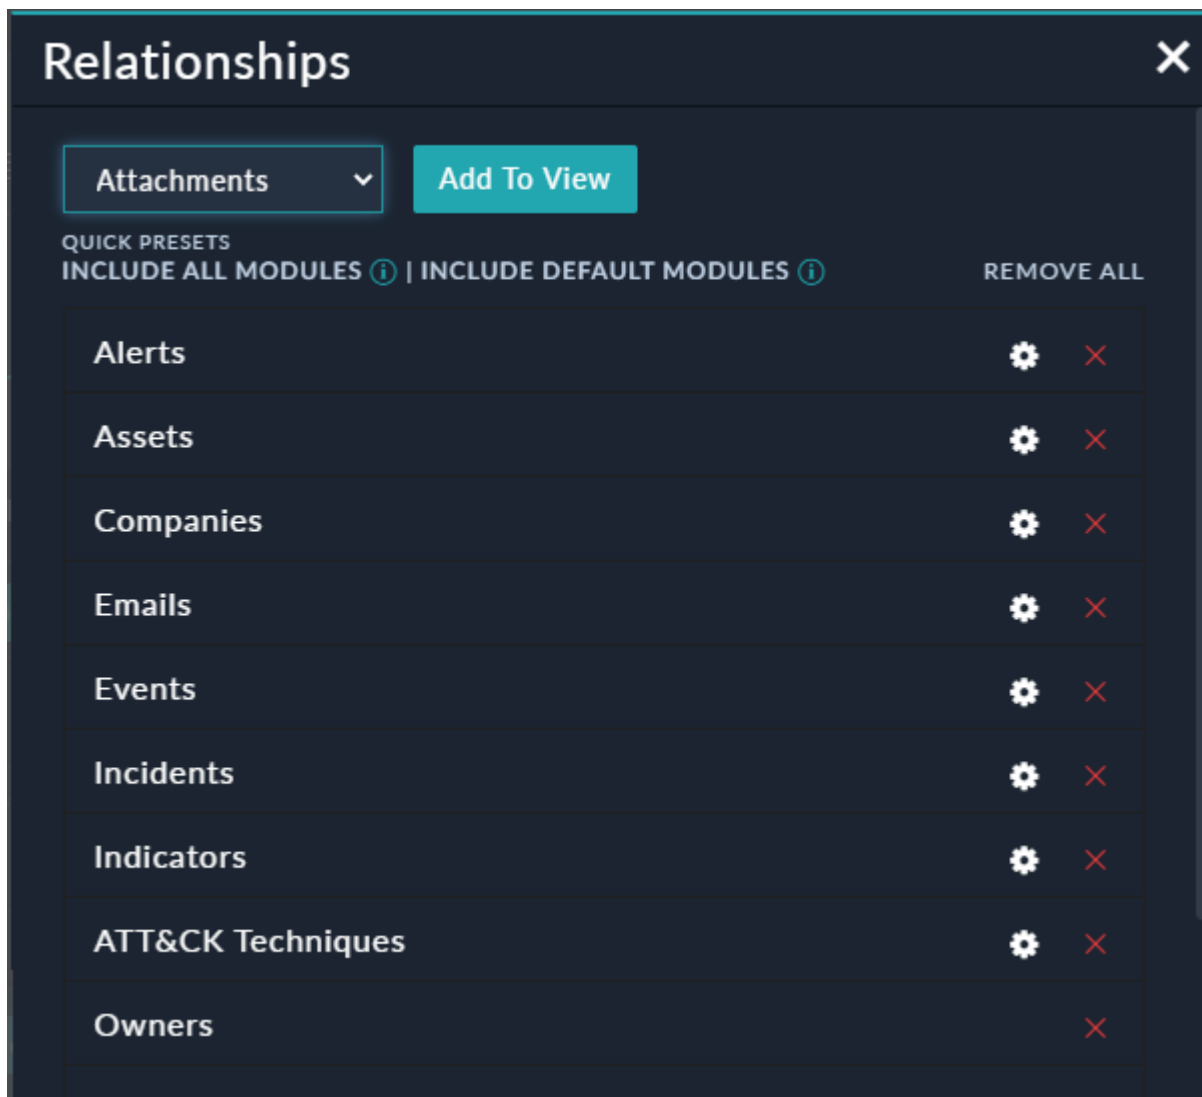 Relationships
Attachments
Add To View
QUICK PRESETS
INCLUDE ALL MODULES | INCLUDE DEFAULT MODULES
REMOVE ALL
Alerts
Assets
Companies
Emails
Events
Incidents
Indicators
ATT&CK Techniques
Owners